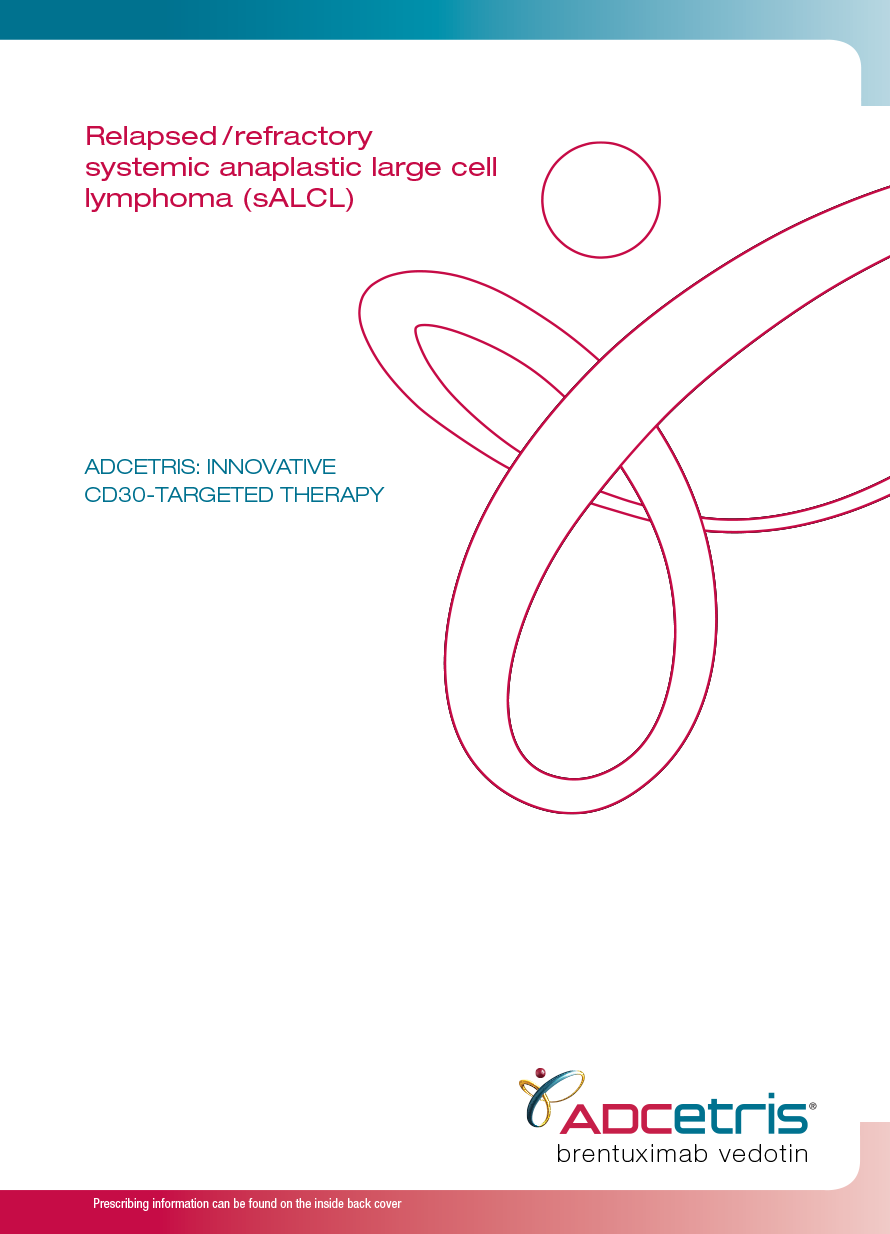 Relapsed/refractory
systemic anaplastic large cell
lymphoma (sALCL)
ADCETRIS: INNOVATIVE
CD30-TARGETED THERAPY
ADCetris®
brentuximab vedotin
Prescribing information can be found on the inside back cover